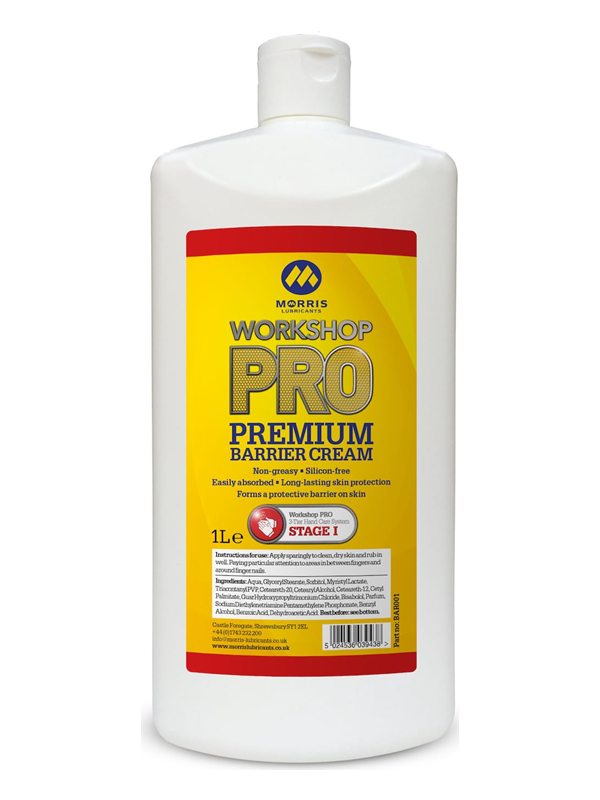 MORRIS
LUBRICANTS
WORKSHOP
PRO
PREMIUM
BARRIER CREAM
Non-greasy ▪ Silicon-free
Easily absorbed ▪ Long-lasting skin protection
Forms a protective barrier on skin
Workshop PRO
3-Tier Hand Care System
STAGE I
1L℮
Instructions for use: Apply sparingly to clean, dry skin and rub in
well. Paying particular attention to areas in between fingers and
around finger nails.
Ingredients: Aqua, Glyceryl Stearate, Sorbitol, Myristyl Lactate,
Triacontanyl PVP, Ceteareth-20, Cetearyl Alcohol, Ceteareth-12, Cetyl
Palmitate, Guar Hydroxypropyltrimonium Chloride, Bisabolol, Parfum,
Sodium Diethylenetriamine Pentamethylene Phosphonate, Benzyl
Alcohol, Benzoic Acid, Dehydroacetic Acid. Best before: see bottom.
Castle Foregate, Shrewsbury SY1 2EL
+44 (0) 1743 232 200
info@morris-lubricants.co.uk
www.morrislubricants.co.uk
5 024536 039438 >
Part no: BAR001